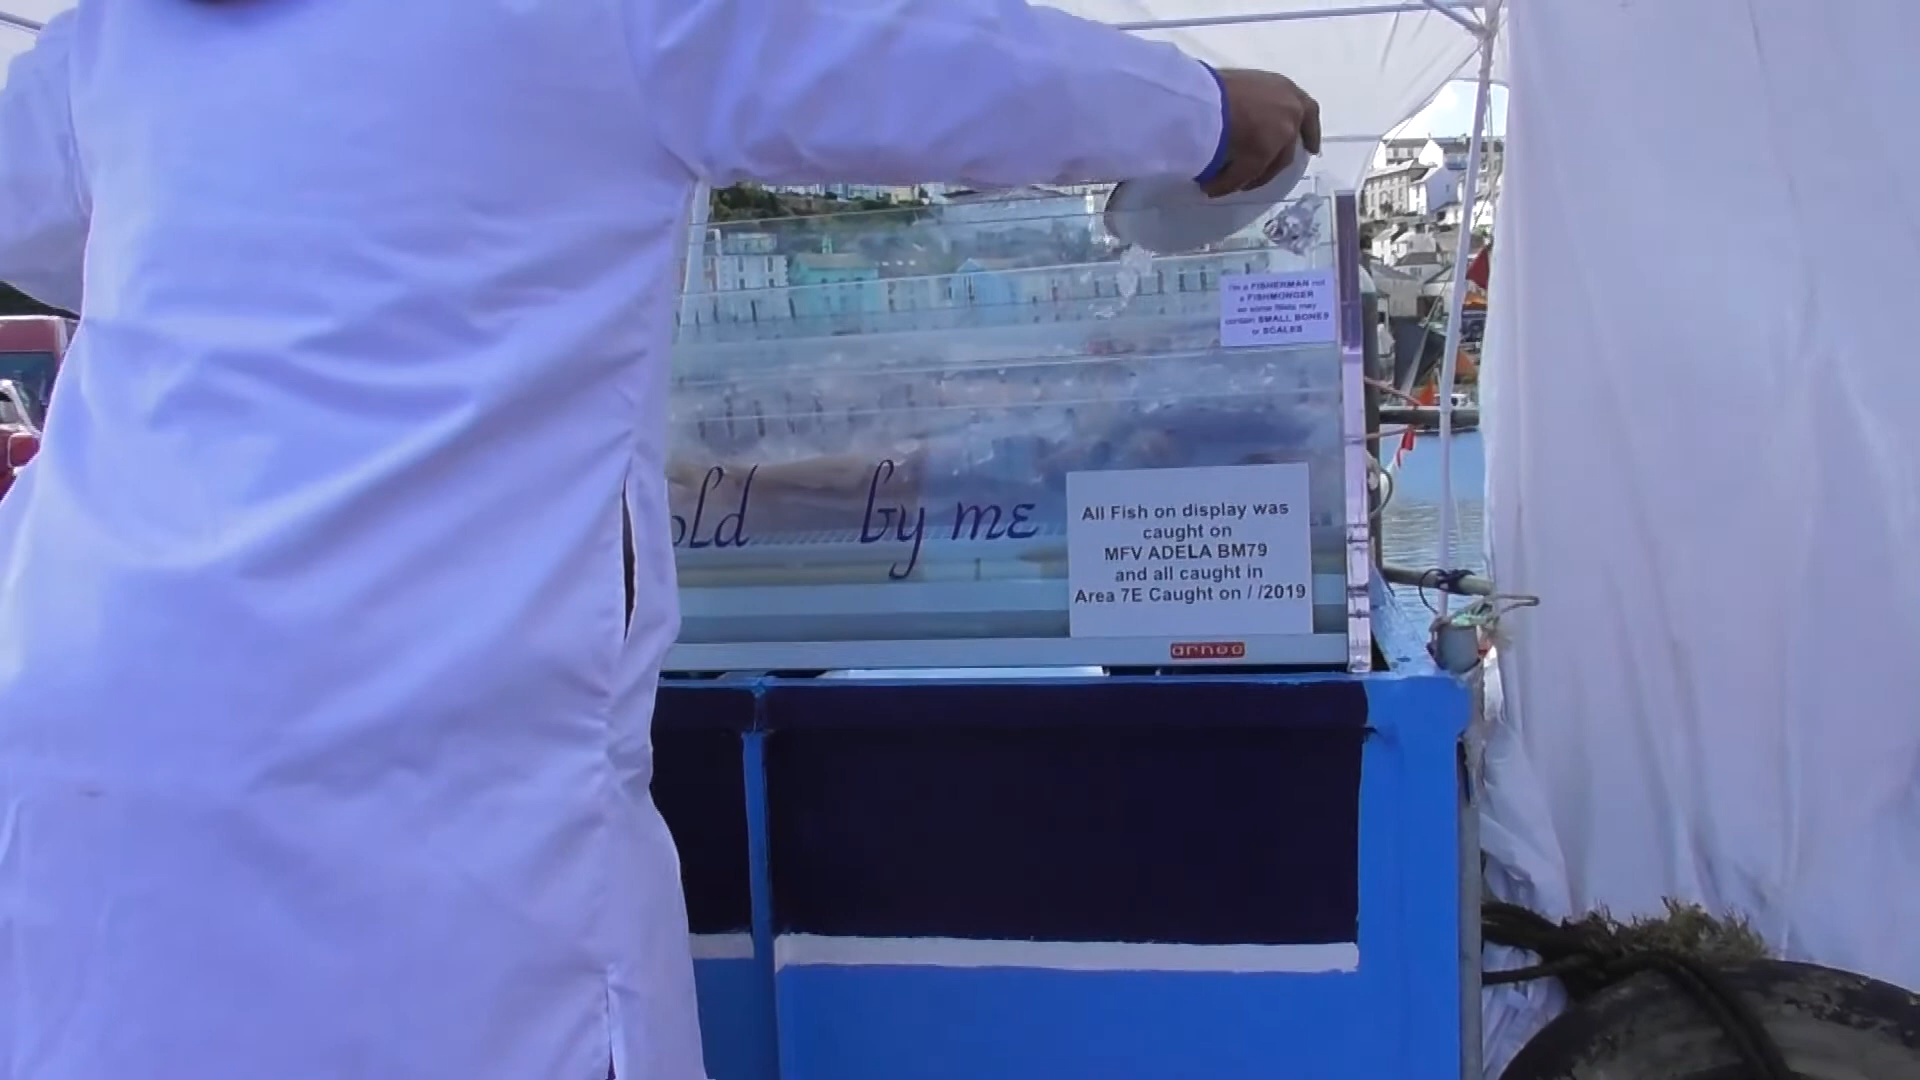 I'm a FISHERMAN not
a FISHMONGER
so some fillets may
contain SMALL BONES
or SCALES
old by me
All Fish on display was
caught on
MFV ADELA BM79
and all caught in
Area 7E Caught on / /2019
arneg